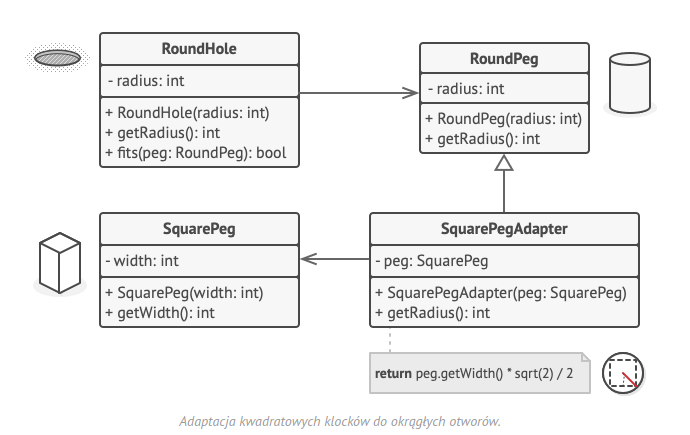 RoundHole
- radius: int
+ RoundHole(radius: int)
+ getRadius(): int
+ fits(peg: RoundPeg): bool
RoundPeg
- radius: int
+ RoundPeg(radius: int)
+ getRadius(): int
SquarePeg
- width: int
+ SquarePeg(width: int)
+ getWidth(): int
SquarePegAdapter
- peg: SquarePeg
+ SquarePegAdapter(peg: SquarePeg)
+ getRadius(): int
return peg.getWidth() * sqrt(2) / 2
Adaptacja kwadratowych klocków do okrągłych otworów.